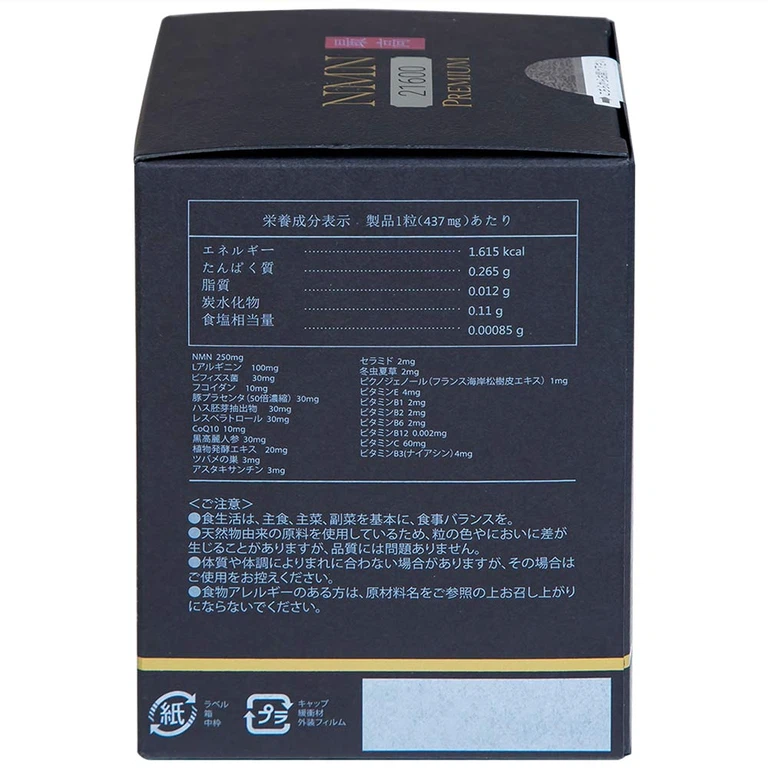 NMN
21600
PREMIUM
栄養成分表示 製品1粒(437mg)あたり
エネルギー 1.615 kcal
たんぱく質 0.265 g
脂質 0.012 g
炭水化物 0.11 g
食塩相当量 0.00085 g
NMN 250mg
Lアルギニン 100mg
ビフィズス菌 30mg
フコイダン 10mg
豚プラセンタ(50倍濃縮) 30mg
ハス胚芽抽出物 30mg
レスベラトロール 30mg
CoQ10 10mg
黒高麗人参 30mg
植物発酵エキス 20mg
ツバメの巣 3mg
アスタキサンチン 3mg
セラミド 2mg
冬虫夏草 2mg
ピクノジェノール(フランス海岸松樹皮エキス) 1mg
ビタミンE 4mg
ビタミンB1 2mg
ビタミンB2 2mg
ビタミンB6 2mg
ビタミンB12 0.002mg
ビタミンC 60mg
ビタミンB3(ナイアシン)4mg
<ご注意>
●食生活は、主食、主菜、副菜を基本に、食事バランスを。
●天然物由来の原料を使用しているため、粒の色やにおいに差が
生じることがありますが、品質には問題ありません。
●体質や体調によりまれに合わない場合がありますが、その場合は
ご使用をお控えください。
●食物アレルギーのある方は、原材料名をご参照の上お召し上がり
にならないでください。
紙
ラベル
箱
中枠
プラ
キャップ
緩衝材
外装フィルム